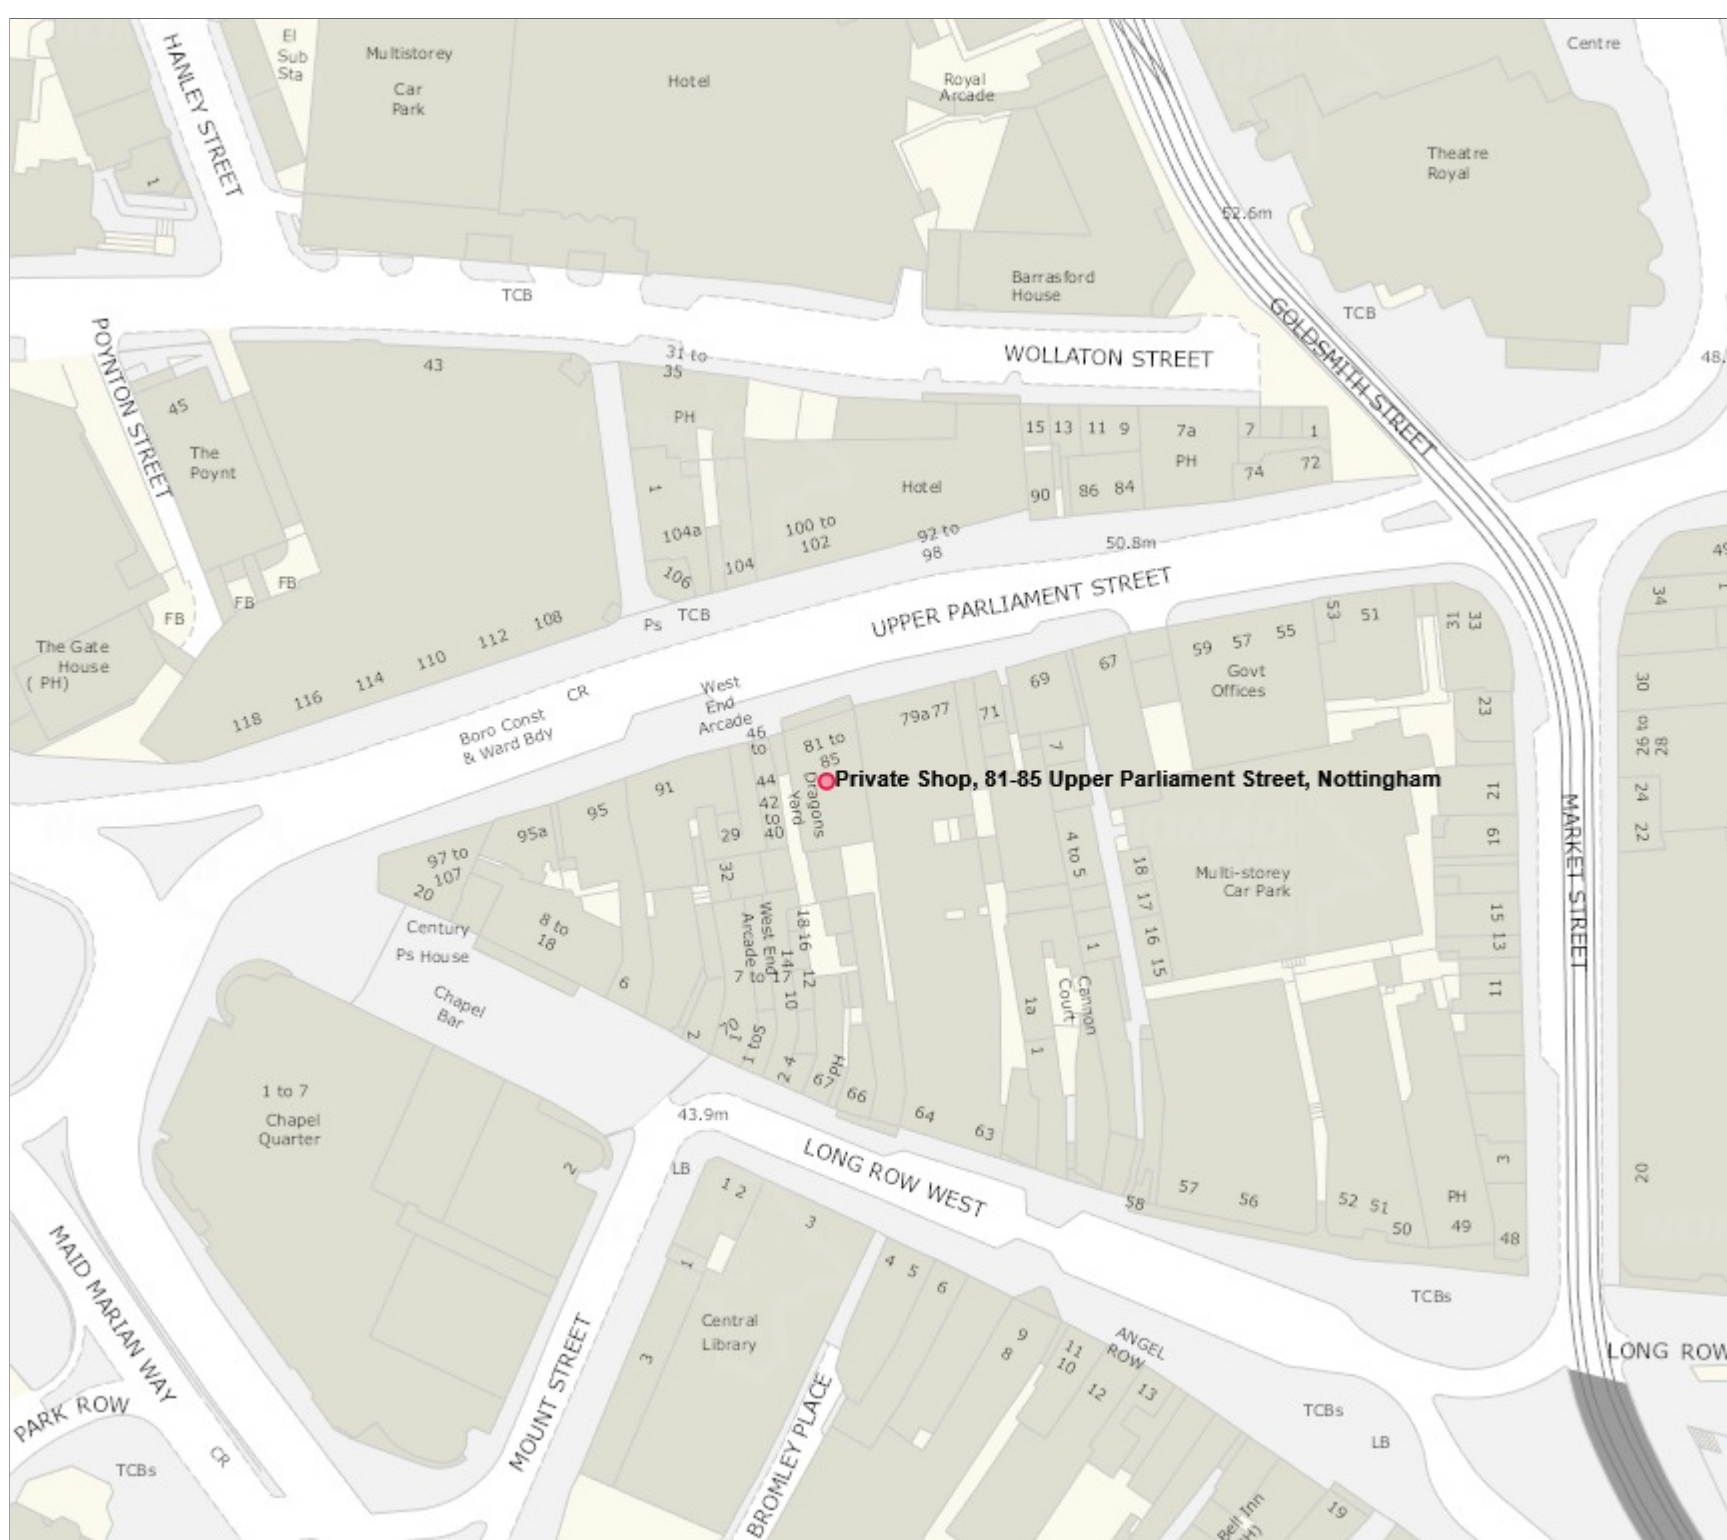 HANLEY STREET
El
Sub
Sta
Multistorey
Car
Park
Hotel
Royal
Arcade
Centre
Theatre
Royal
1
52.6m
Barrasford
House
TCB
TCB
GOLDSMITH STREET
WOLLATON STREET
POYNTON STREET
43
31 to
35
48.
45
The
Poynt
PH
15
13
11
9
7a
PH
7
1
74
72
1
Hotel
90
86
84
104a
100 to
102
92 to
98
50.8m
106
104
FB
FB
FB
Ps
TCB
UPPER PARLIAMENT STREET
The Gate
House
( PH)
118
116
114
110
112
108
CR
Boro Const
& Ward Bdy
West
End
Arcade
46
to
81 to
85
79a
77
71
69
67
59
57
55
Govt
Offices
53
51
31
33
23
34
30
26 to
28
49
1
Private Shop, 81-85 Upper Parliament Street, Nottingham
Dragons
Yard
44
42
90
40
91
95
95a
29
32
97 to
107
20
7
4 to 5
18
17
16
15
Multi-storey
Car Park
21
19
15
13
11
24
22
MARKET STREET
Century
Ps House
8 to
18
6
West End
Arcade
7 to 17
18
16
14
12
10
Chapel
Bar
2
1 to
4
2
67
PH
66
1
Cannon
Court
1a
1
64
63
1 to 7
Chapel
Quarter
2
43.9m
LONG ROW WEST
LB
1 2
3
1
3
Central
Library
58
57
56
52
51
50
PH
49
48
3
20
4
5
6
9
8
11
10
12
13
ANGEL
ROW
TCBs
LONG ROW
MAID MARIAN WAY
PARK ROW
CR
TCBs
MOUNT STREET
BROMLEY PLACE
TCBs
LB
Bell Inn
19